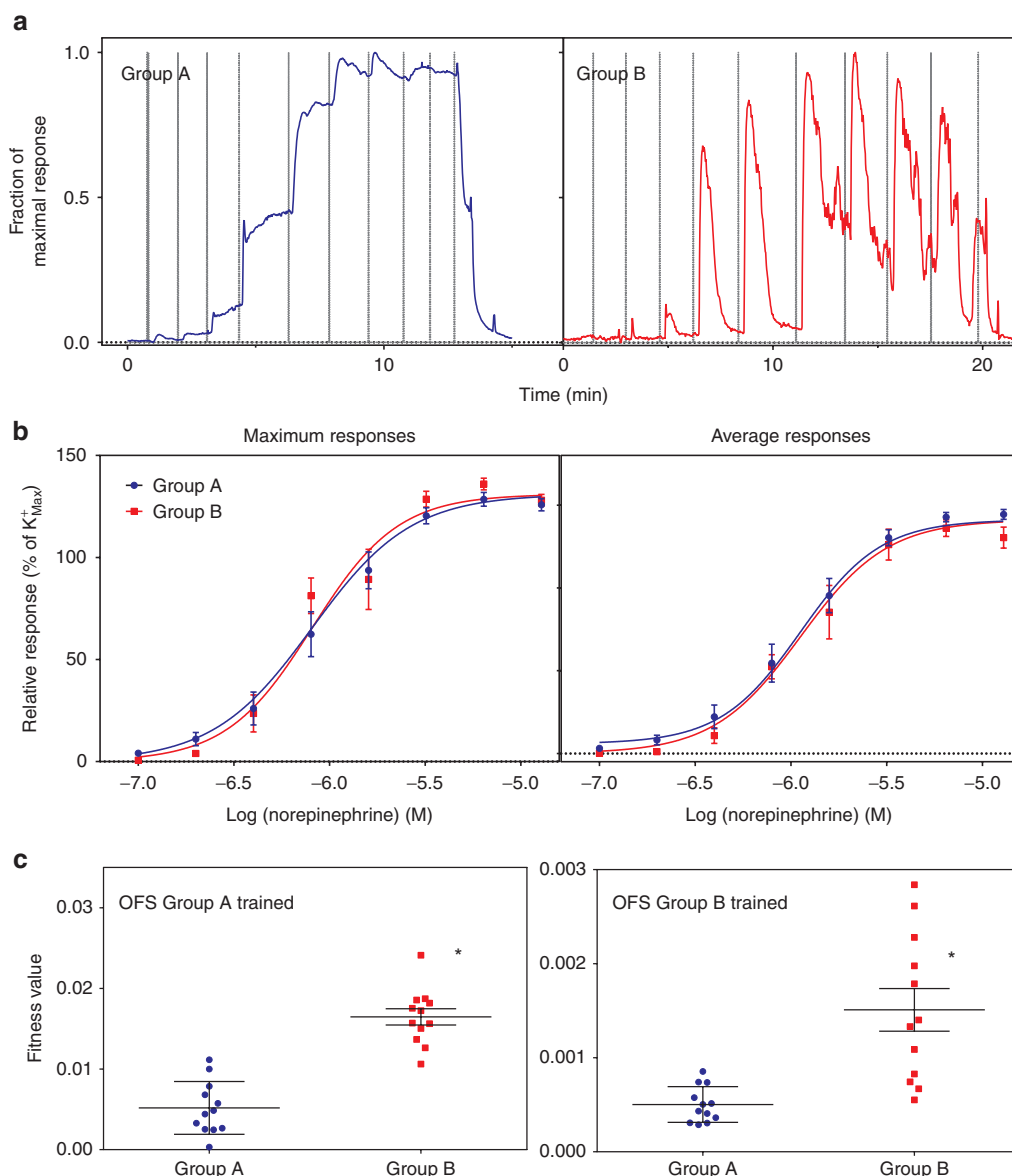 a
1.0
0.5
0.0
Fraction of
maximal response
Group A
Group B
0
10
0
10
20
Time (min)
b
Maximum responses
Average responses
150
100
50
0
Relative response (% of K⁺Max)
Group A
Group B
−7.0
−6.5
−6.0
−5.5
−5.0
−7.0
−6.5
−6.0
−5.5
−5.0
Log (norepinephrine) (M)
Log (norepinephrine) (M)
c
0.03
0.02
0.01
0.00
Fitness value
OFS Group A trained
*
Group A
Group B
0.003
0.002
0.001
0.000
OFS Group B trained
*
Group A
Group B